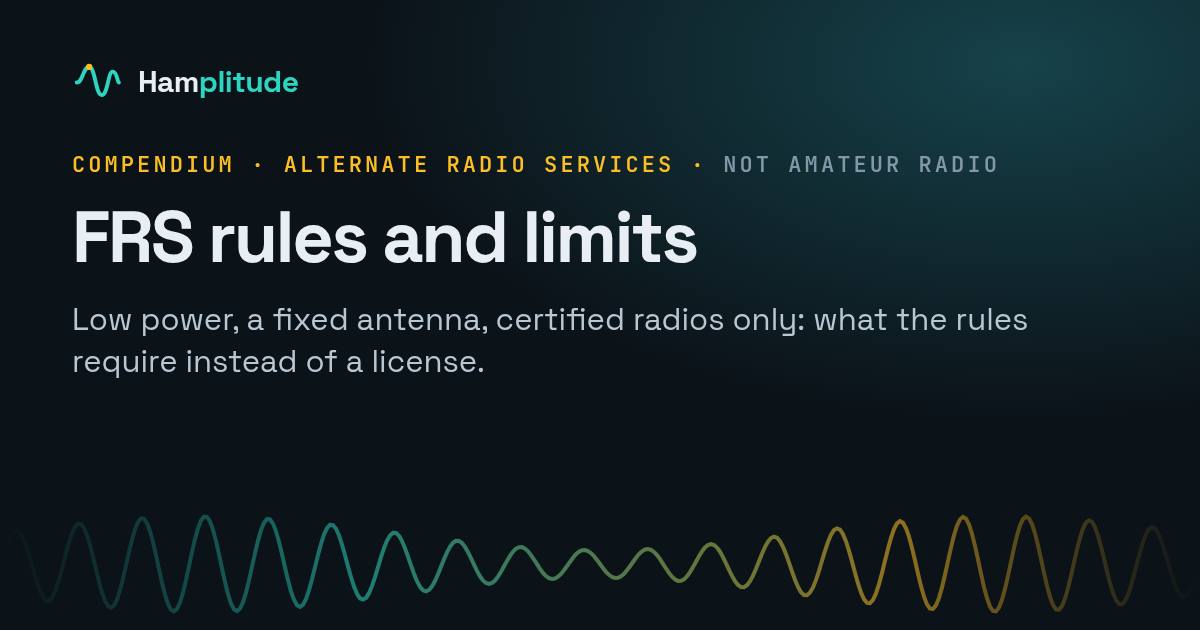 Hamplitude
COMPENDIUM · ALTERNATE RADIO SERVICES · NOT AMATEUR RADIO
FRS rules and limits
Low power, a fixed antenna, certified radios only: what the rules
require instead of a license.